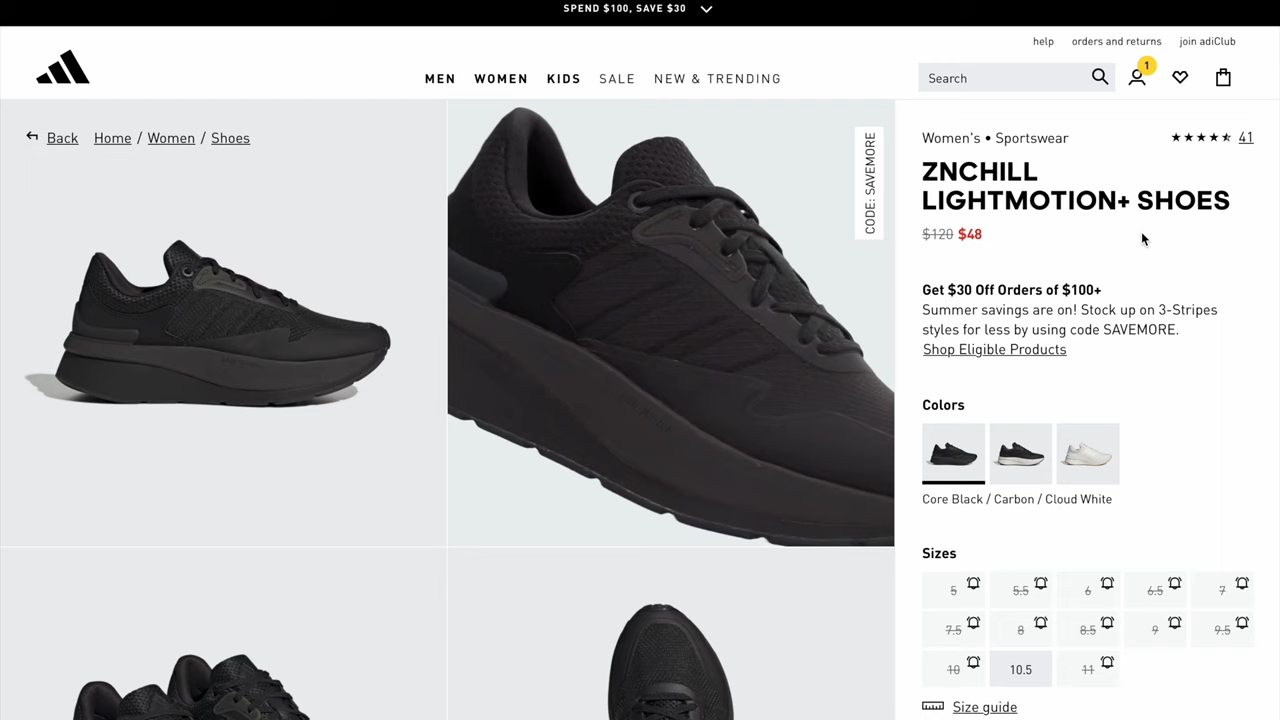 SPEND $100, SAVE $30
help orders and returns join adiClub
MEN WOMEN KIDS SALE NEW & TRENDING
Search
1
Back Home / Women / Shoes
CODE: SAVEMORE
Women's • Sportswear
41
ZNCHILL
LIGHTMOTION+ SHOES
$120 $48
Get $30 Off Orders of $100+
Summer savings are on! Stock up on 3-Stripes
styles for less by using code SAVEMORE.
Shop Eligible Products
Colors
Core Black / Carbon / Cloud White
Sizes
5 5.5 6 6.5 7
7.5 8 8.5 9 9.5
10 10.5 11
Size guide